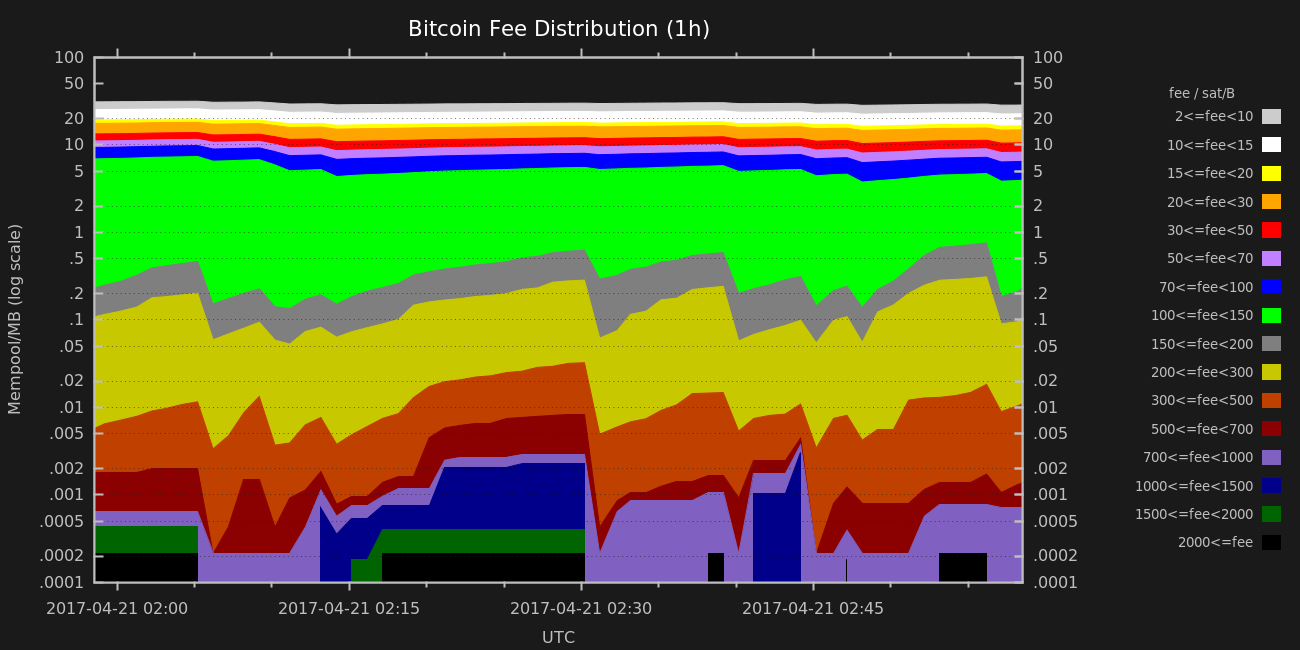 Bitcoin Fee Distribution (1h)
100
50
20
10
5
2
1
.5
.2
.1
.05
.02
.01
.005
.002
.001
.0005
.0002
.0001
Mempool/MB (log scale)
100
50
20
10
5
2
1
.5
.2
.1
.05
.02
.01
.005
.002
.001
.0005
.0002
.0001
2017-04-21 02:00
2017-04-21 02:15
2017-04-21 02:30
2017-04-21 02:45
UTC
fee / sat/B
2<=fee<10
10<=fee<15
15<=fee<20
20<=fee<30
30<=fee<50
50<=fee<70
70<=fee<100
100<=fee<150
150<=fee<200
200<=fee<300
300<=fee<500
500<=fee<700
700<=fee<1000
1000<=fee<1500
1500<=fee<2000
2000<=fee